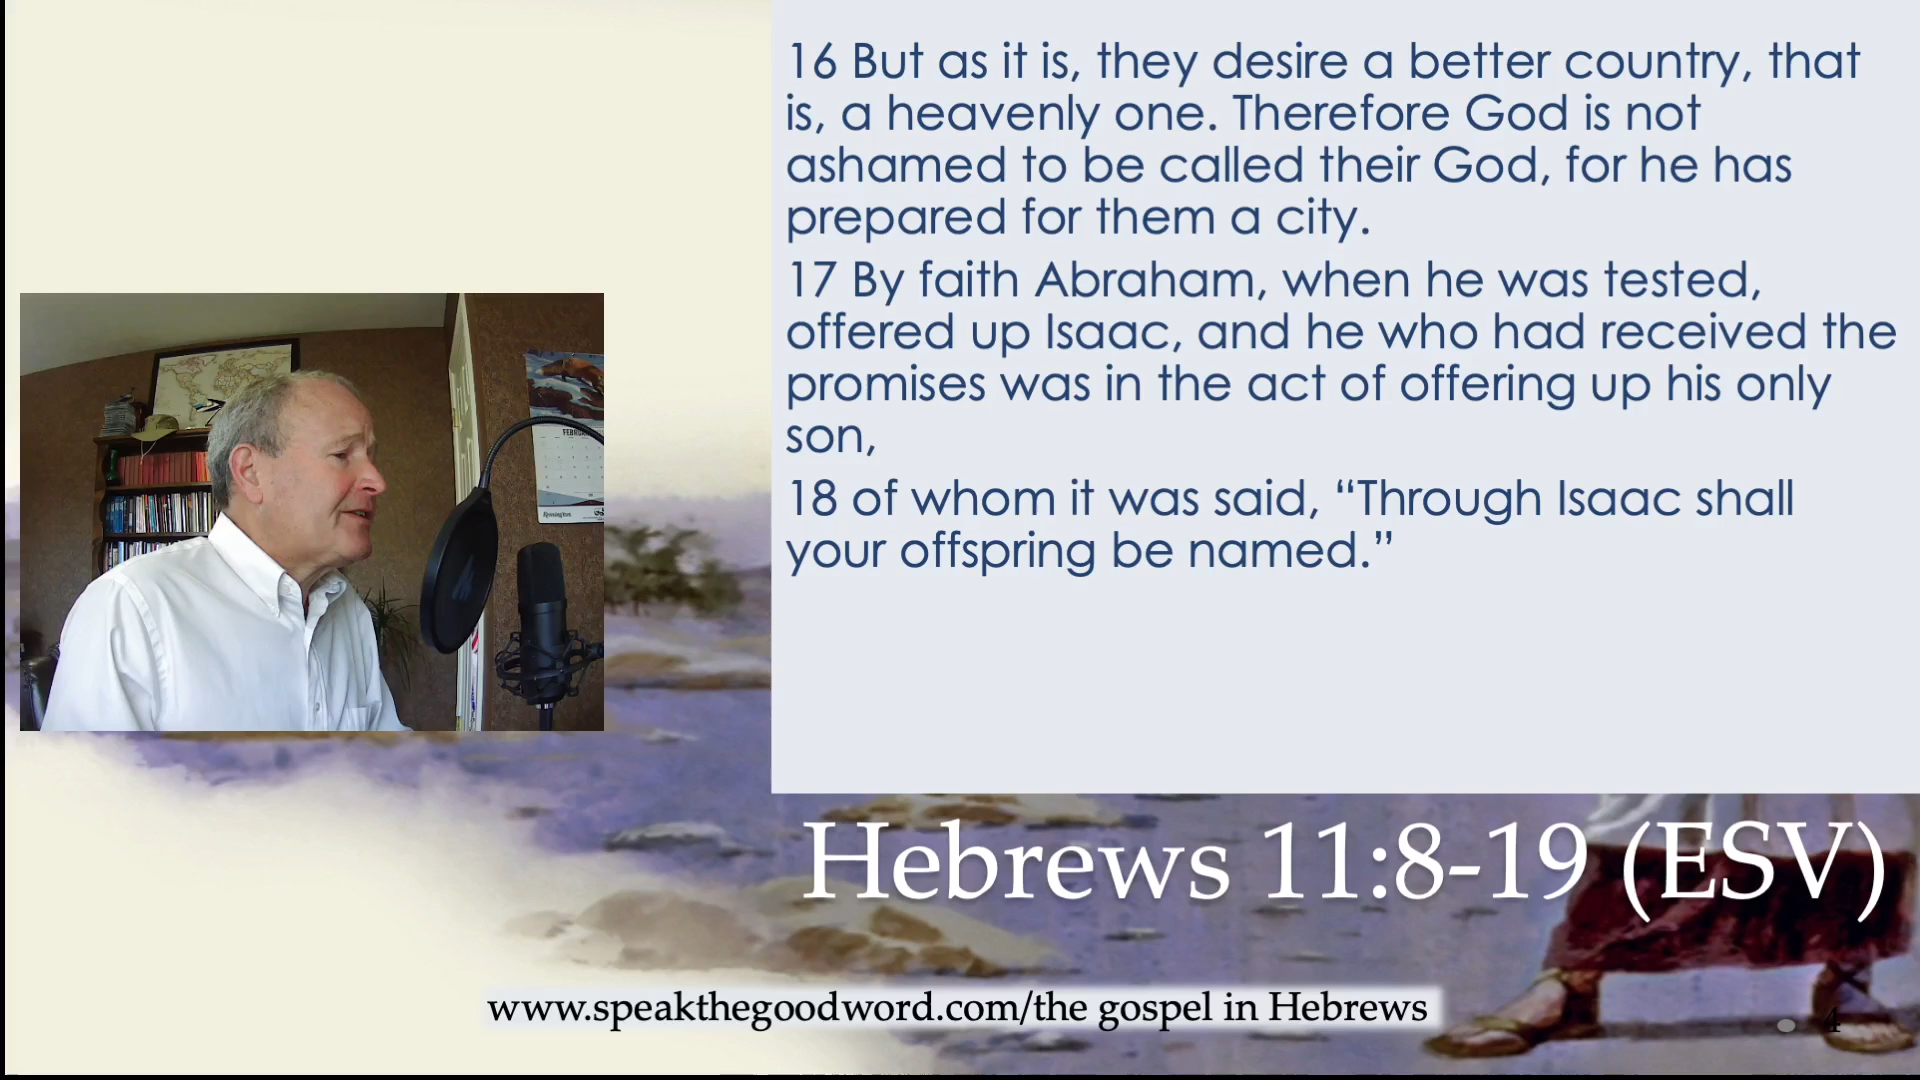 16 But as it is, they desire a better country, that
is, a heavenly one. Therefore God is not
ashamed to be called their God, for he has
prepared for them a city.
17 By faith Abraham, when he was tested,
offered up Isaac, and he who had received the
promises was in the act of offering up his only
son,
18 of whom it was said, “Through Isaac shall
your offspring be named.”
Hebrews 11:8-19 (ESV)
www.speakthegoodword.com/the gospel in Hebrews
4
Remington